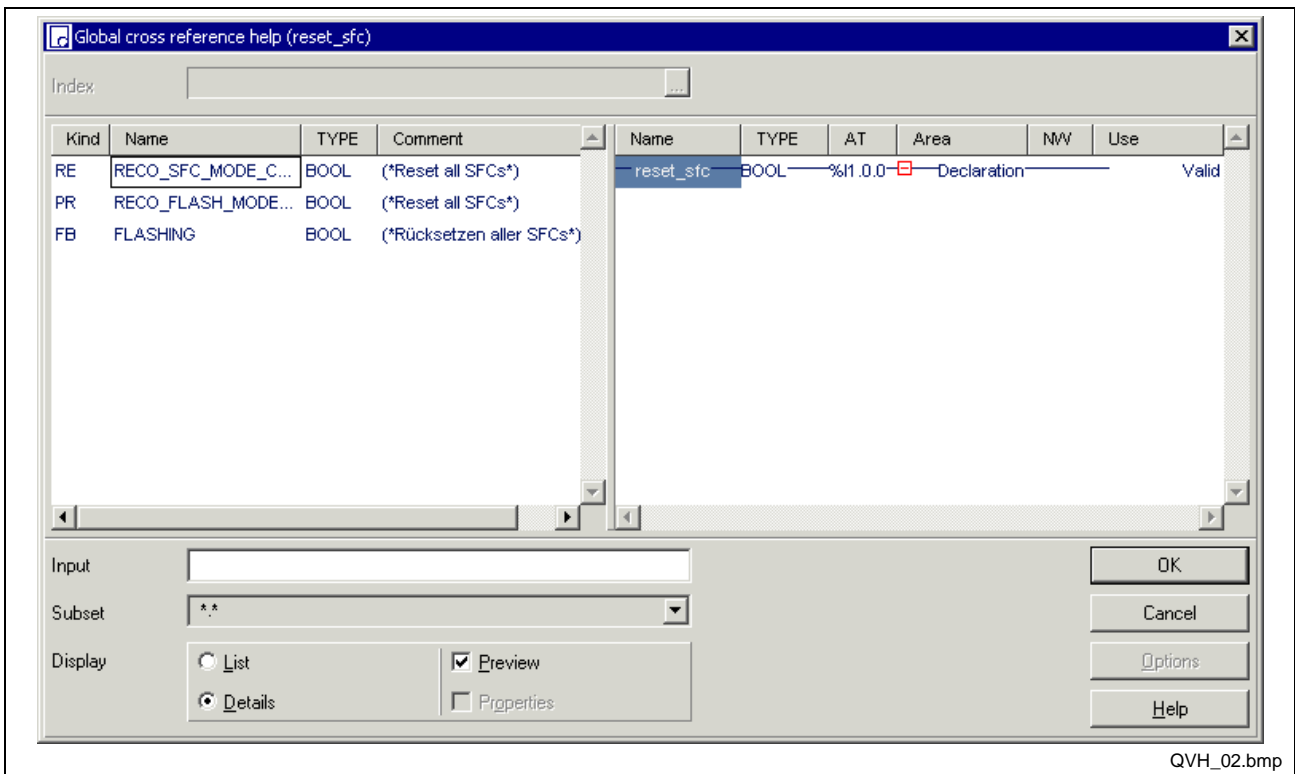 Global cross reference help (reset_sfc)
Index
...
Kind Name TYPE Comment
RE RECO_SFC_MODE_C... BOOL (*Reset all SFCs*)
PR RECO_FLASH_MODE... BOOL (*Reset all SFCs*)
FB FLASHING BOOL (*Rücksetzen aller SFCs*)
Name TYPE AT Area NW Use
reset_sfc BOOL %I1.0.0 Declaration Valid
Input
Subset *.*
Display List Preview
Details Properties
OK
Cancel
Options
Help
QVH_02.bmp